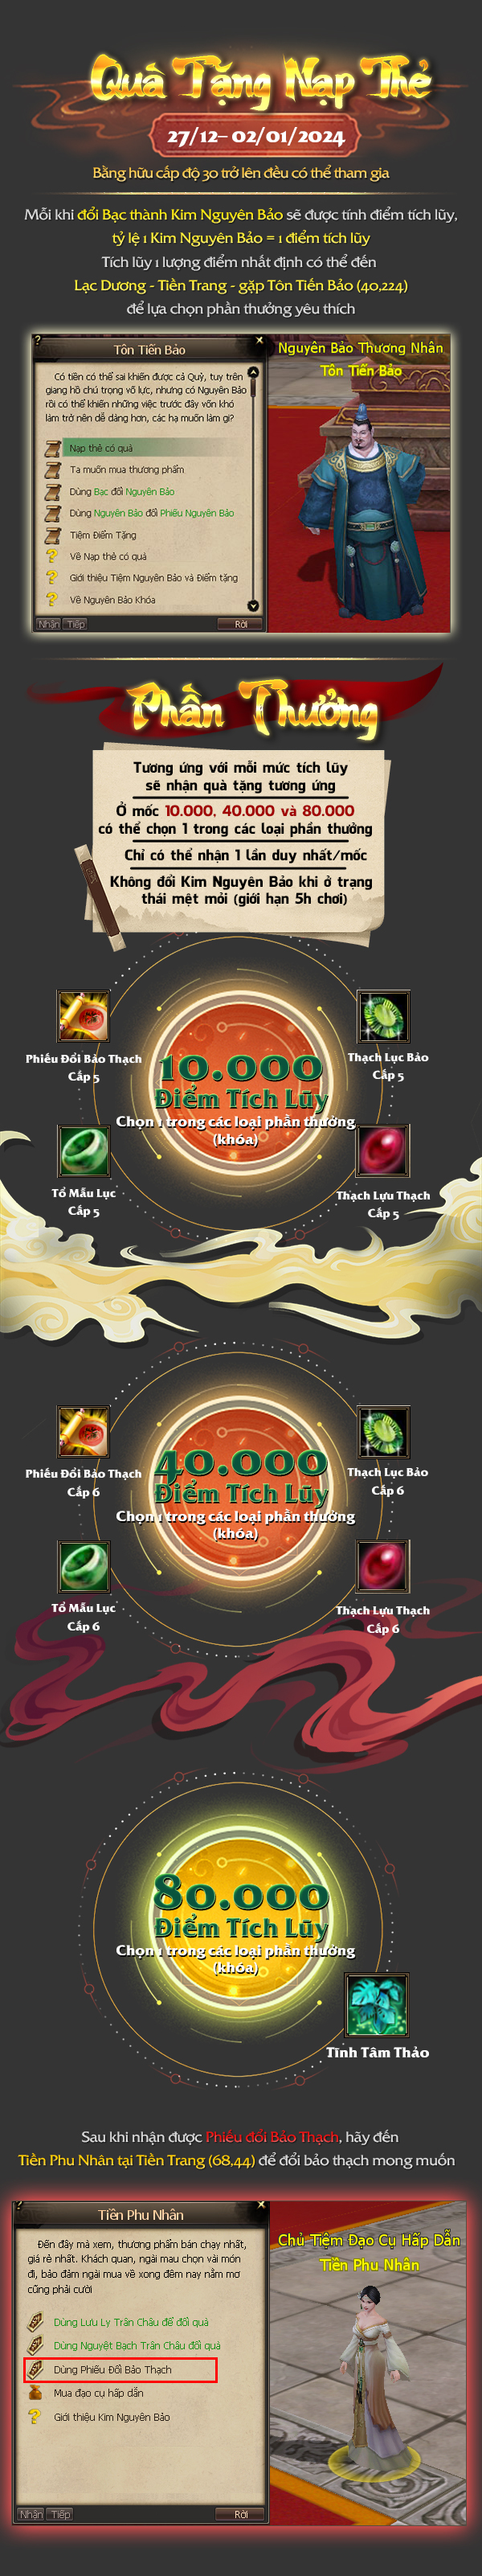 Quà Tặng Nạp Thẻ
27/12– 02/01/2024
Bằng hữu cấp độ 30 trở lên đều có thể tham gia
Mỗi khi đổi Bạc thành Kim Nguyên Bảo sẽ được tính điểm tích lũy,
tỷ lệ 1 Kim Nguyên Bảo = 1 điểm tích lũy
Tích lũy 1 lượng điểm nhất định có thể đến
Lạc Dương - Tiền Trang - gặp Tôn Tiến Bảo (40,224)
để lựa chọn phần thưởng yêu thích
Tôn Tiến Bảo
Có tiền có thể sai khiến được cả Quỷ, tuy trên
giang hồ chú trọng võ lực, nhưng có Nguyên Bảo
rồi có thể khiến những việc trước đây vốn khó
làm trở nên dễ dàng hơn, các hạ muốn làm gì?
Nạp thẻ có quà
Ta muốn mua thương phẩm
Dùng Bạc đổi Nguyên Bảo
Dùng Nguyên Bảo đổi Phiếu Nguyên Bảo
Tiệm Điểm Tặng
Về Nạp thẻ có quà
Giới thiệu Tiệm Nguyên Bảo và Điểm tặng
Về Nguyên Bảo Khóa
Nhận Tiếp Rời
Nguyên Bảo Thương Nhân
Tôn Tiến Bảo
Phần Thưởng
Tương ứng với mỗi mức tích lũy
sẽ nhận quà tặng tương ứng
Ở mốc 10.000, 40.000 và 80.000
có thể chọn 1 trong các loại phần thưởng
Chỉ có thể nhận 1 lần duy nhất/mốc
Không đổi Kim Nguyên Bảo khi ở trạng
thái mệt mỏi (giới hạn 5h chơi)
10.000
Điểm Tích Lũy
Chọn 1 trong các loại phần thưởng
(khóa)
Phiếu Đổi Bảo Thạch
Cấp 5
Thạch Lục Bảo
Cấp 5
Tổ Mẫu Lục
Cấp 5
Thạch Lựu Thạch
Cấp 5
40.000
Điểm Tích Lũy
Chọn 1 trong các loại phần thưởng
(khóa)
Phiếu Đổi Bảo Thạch
Cấp 6
Thạch Lục Bảo
Cấp 6
Tổ Mẫu Lục
Cấp 6
Thạch Lựu Thạch
Cấp 6
80.000
Điểm Tích Lũy
Chọn 1 trong các loại phần thưởng
(khóa)
Tĩnh Tâm Thảo
Sau khi nhận được Phiếu đổi Bảo Thạch, hãy đến
Tiền Phu Nhân tại Tiền Trang (68,44) để đổi bảo thạch mong muốn
Tiền Phu Nhân
Đến đây mà xem, thương phẩm bán chạy nhất,
giá rẻ nhất. Khách quan, ngài mau chọn vài món
đi, bảo đảm ngài mua về xong đêm nay nằm mơ
cũng phải cười
Dùng Lưu Ly Trân Châu để đổi quà
Dùng Nguyệt Bạch Trân Châu đổi quà
Dùng Phiếu Đổi Bảo Thạch
Mua đạo cụ hấp dẫn
Giới thiệu Kim Nguyên Bảo
Nhận Tiếp Rời
Chủ Tiệm Đạo Cụ Hấp Dẫn
Tiền Phu Nhân